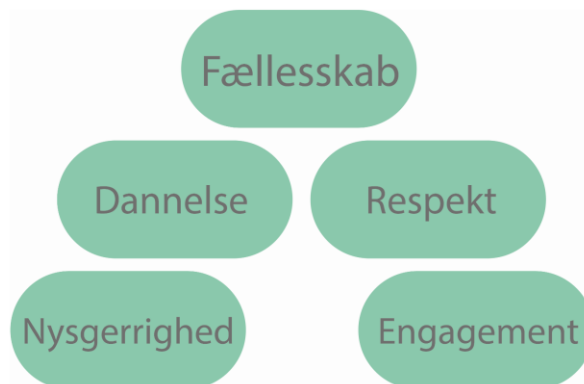 Fællesskab
Dannelse
Respekt
Nysgerrighed
Engagement